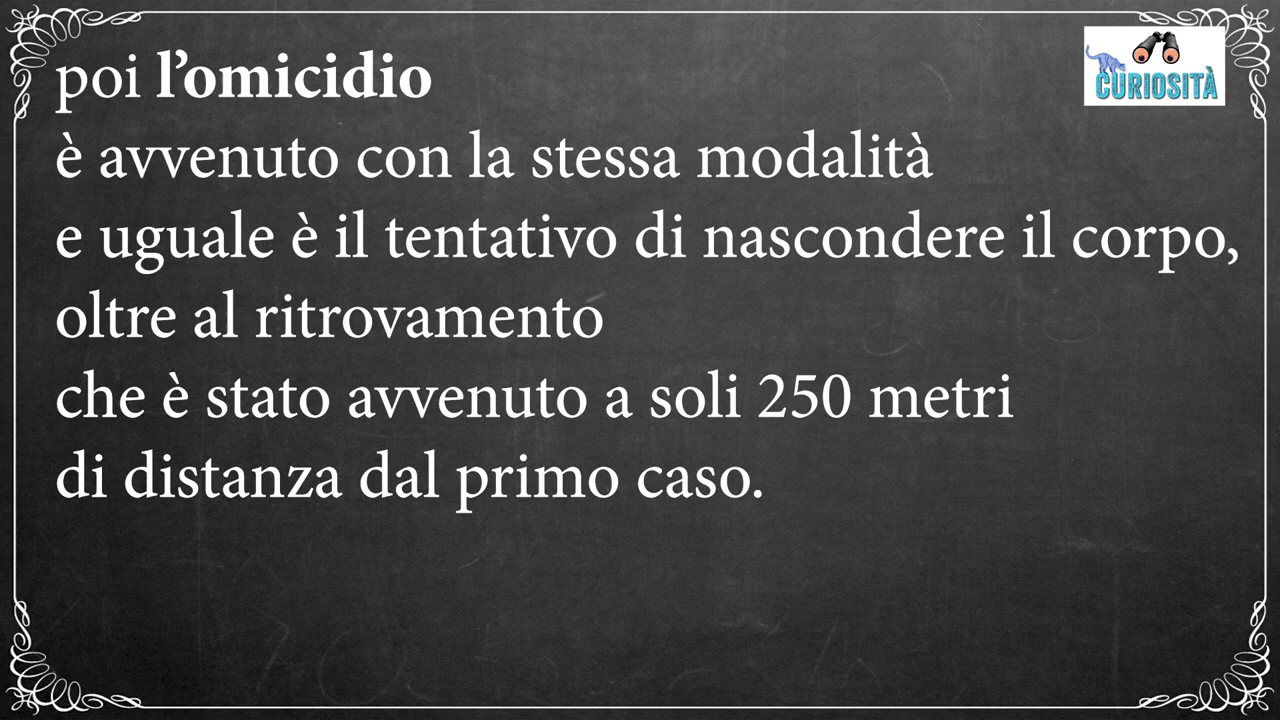 poi l’omicidio
è avvenuto con la stessa modalità
e uguale è il tentativo di nascondere il corpo,
oltre al ritrovamento
che è stato avvenuto a soli 250 metri
di distanza dal primo caso.
CURIOSITÀ